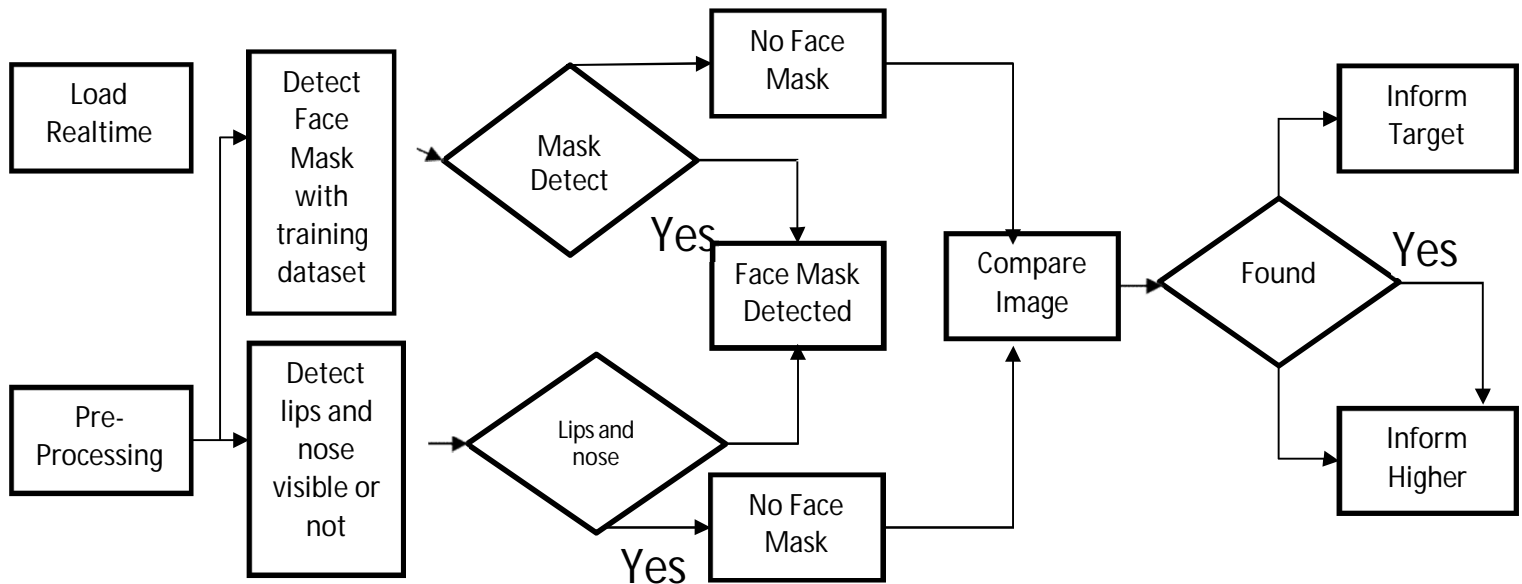 Load
Realtime
Pre-
Processing
Detect
Face
Mask
with
training
dataset
Detect
lips and
nose
visible or
not
Mask
Detect
Yes
Lips and
nose
Yes
No Face
Mask
Face Mask
Detected
No Face
Mask
Compare
Image
Found
Yes
Inform
Target
Inform
Higher